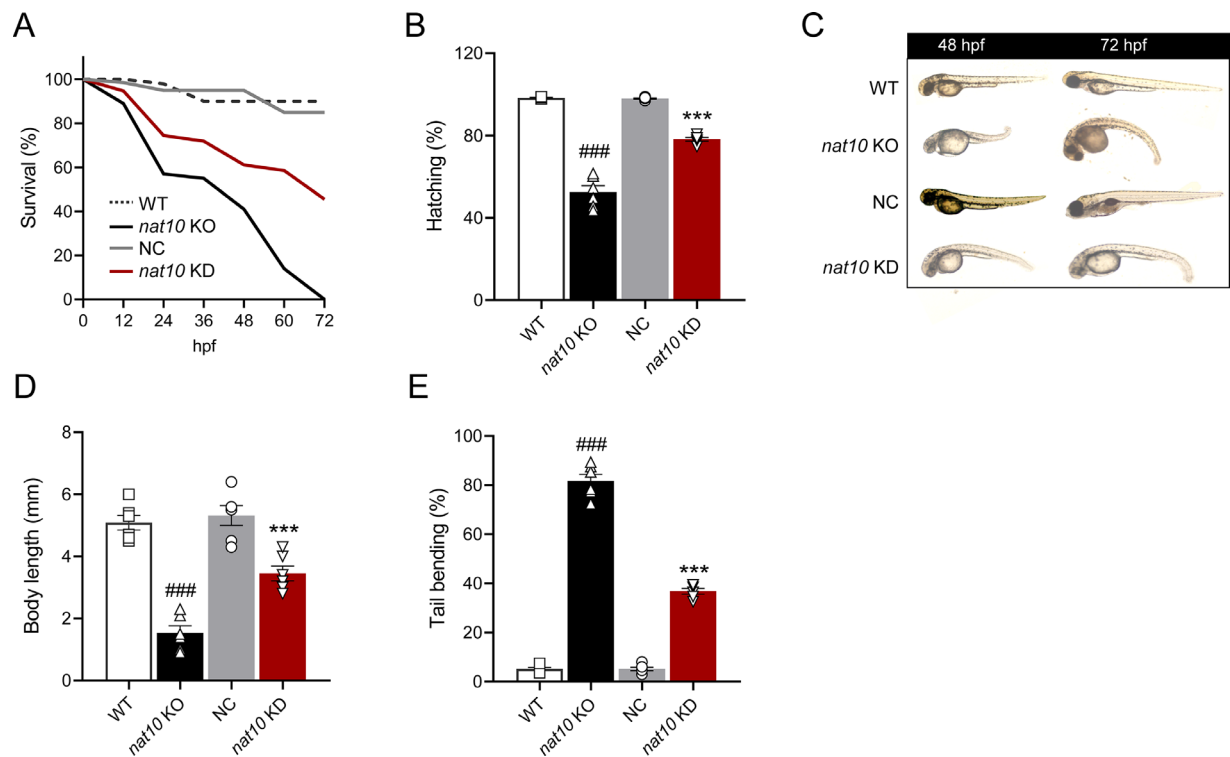 A
Survival (%)
100
80
60
40
20
0
WT
nat10 KO
NC
nat10 KD
0 12 24 36 48 60 72
hpf
B
Hatching (%)
120
80
40
0
###
***
WT
nat10 KO
NC
nat10 KD
C
48 hpf 72 hpf
WT
nat10 KO
NC
nat10 KD
D
Body length (mm)
8
6
4
2
0
###
***
WT
nat10 KO
NC
nat10 KD
E
Tail bending (%)
100
80
60
40
20
0
###
***
WT
nat10 KO
NC
nat10 KD